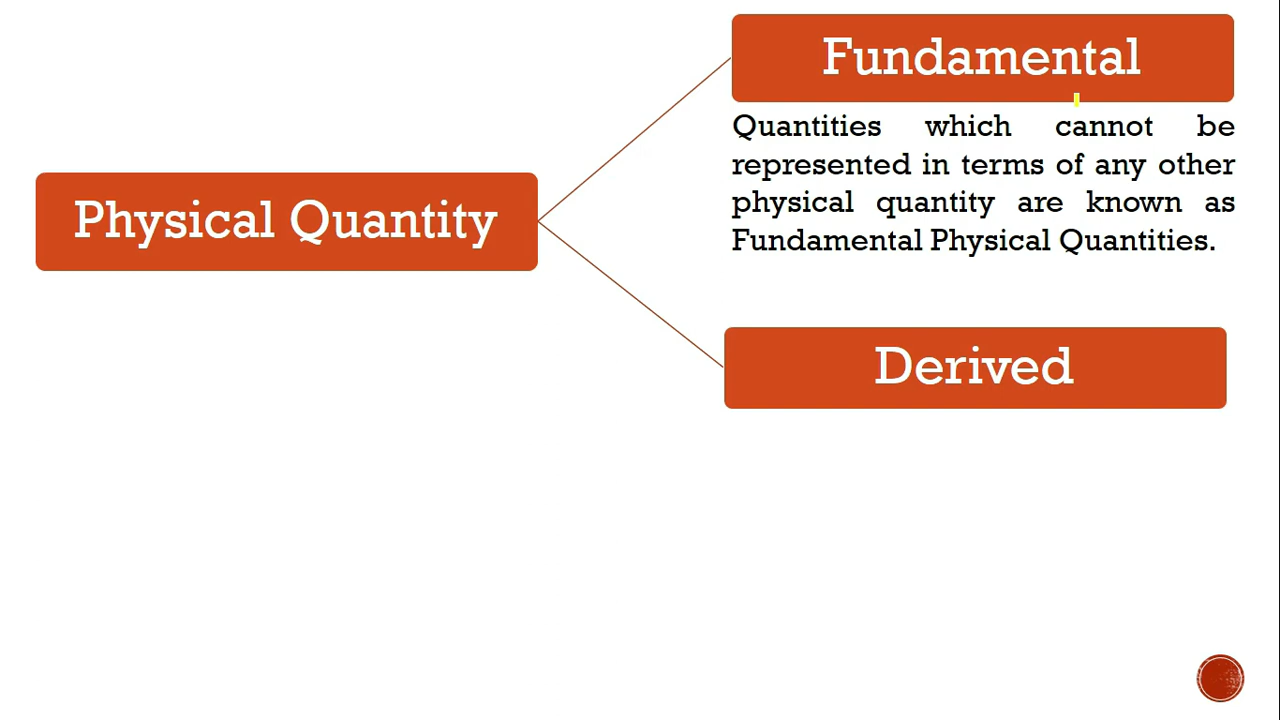 Physical Quantity
Fundamental
Quantities which cannot be
represented in terms of any other
physical quantity are known as
Fundamental Physical Quantities.
Derived